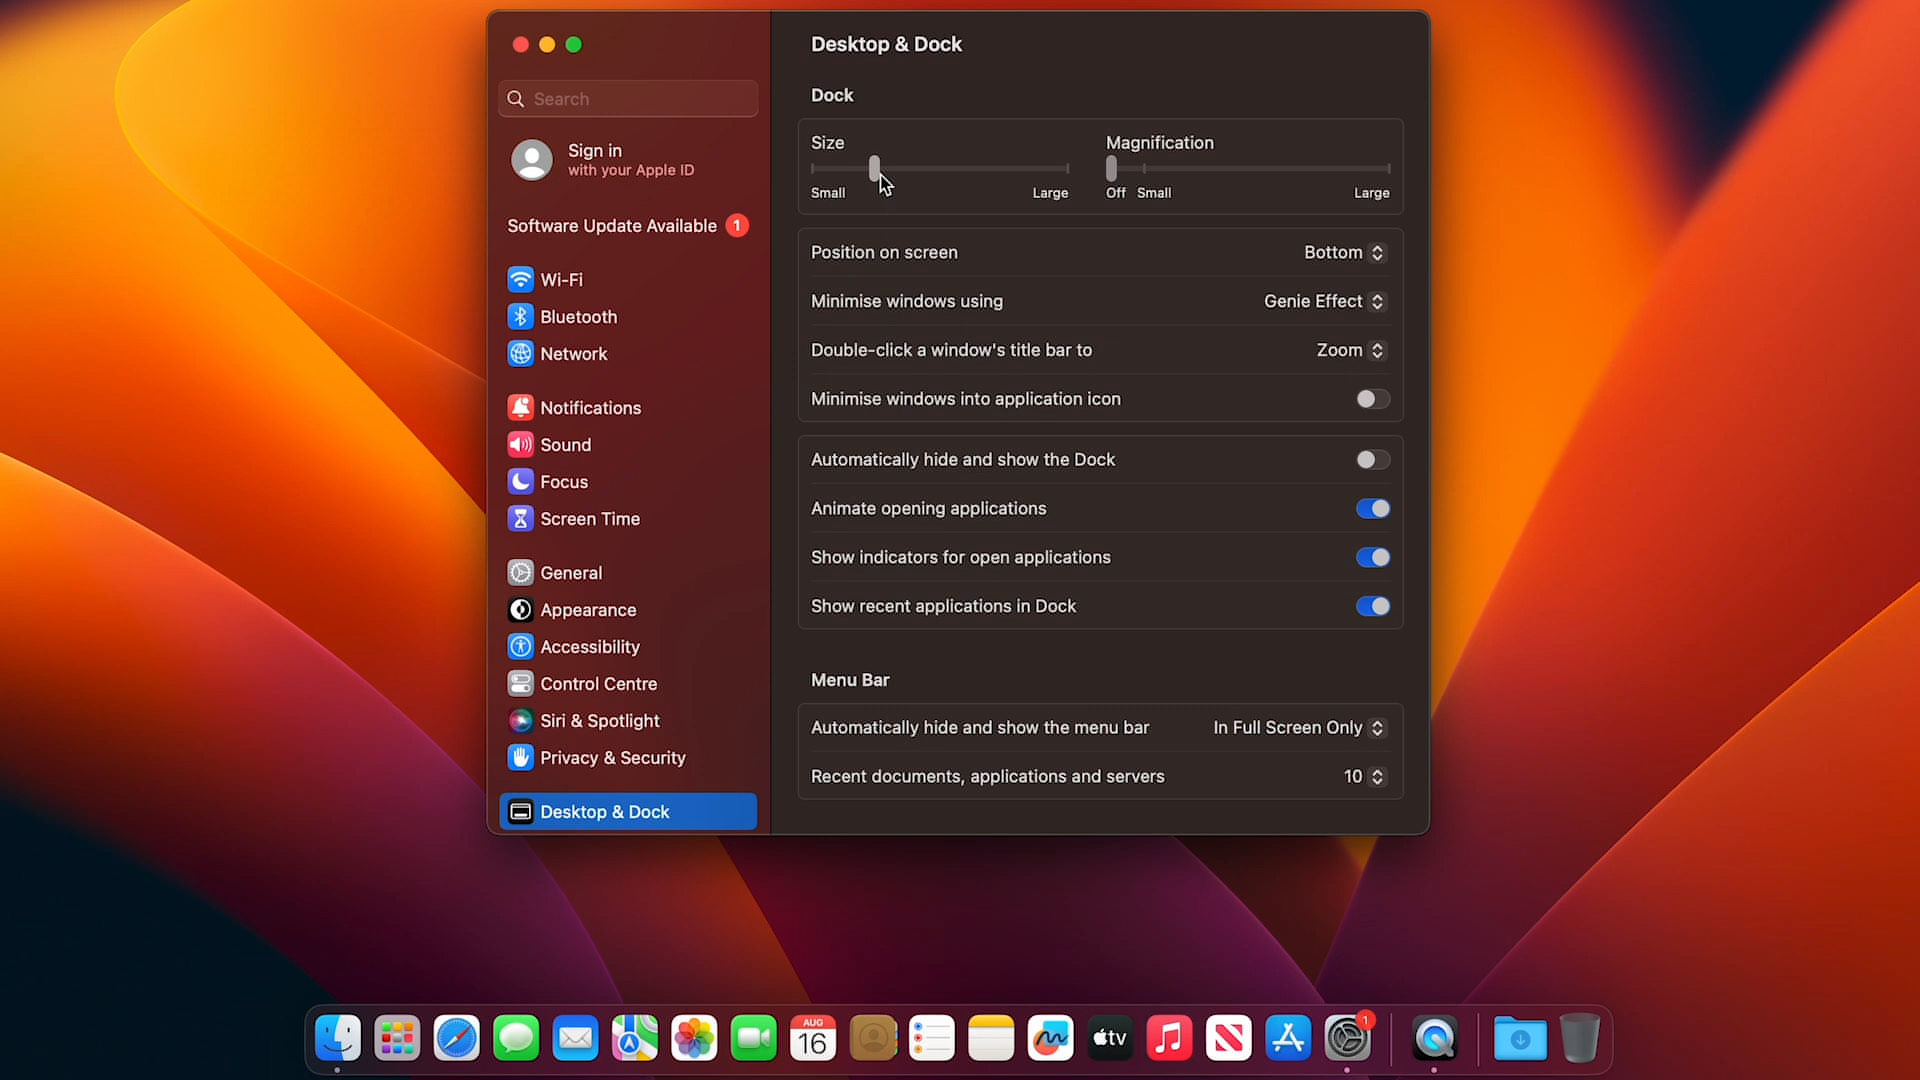 Search
Sign in
with your Apple ID
Software Update Available 1
Wi-Fi
Bluetooth
Network
Notifications
Sound
Focus
Screen Time
General
Appearance
Accessibility
Control Centre
Siri & Spotlight
Privacy & Security
Desktop & Dock
Desktop & Dock
Dock
Size
Magnification
Small Large
Off Small Large
Position on screen Bottom
Minimise windows using Genie Effect
Double-click a window's title bar to Zoom
Minimise windows into application icon
Automatically hide and show the Dock
Animate opening applications
Show indicators for open applications
Show recent applications in Dock
Menu Bar
Automatically hide and show the menu bar In Full Screen Only
Recent documents, applications and servers 10
AUG
16
tv
1